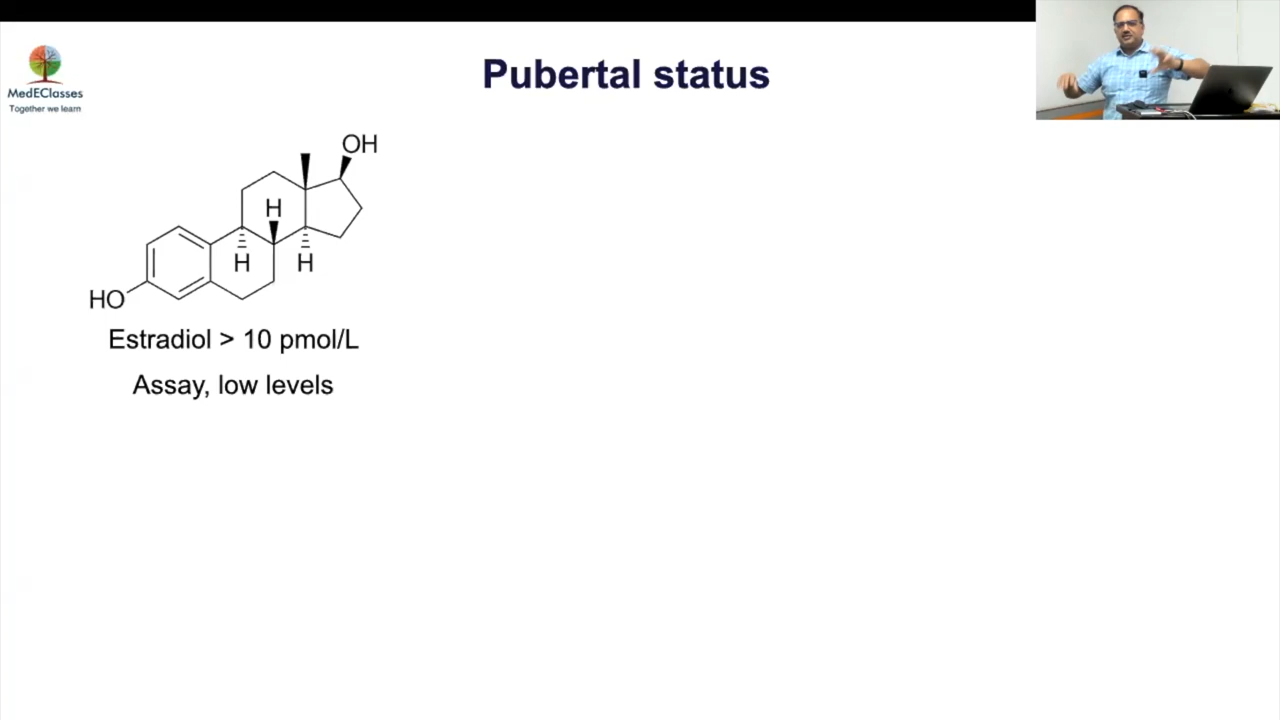 Pubertal status
MedEClasses
Together we learn
OH
H
H
H
HO
Estradiol > 10 pmol/L
Assay, low levels